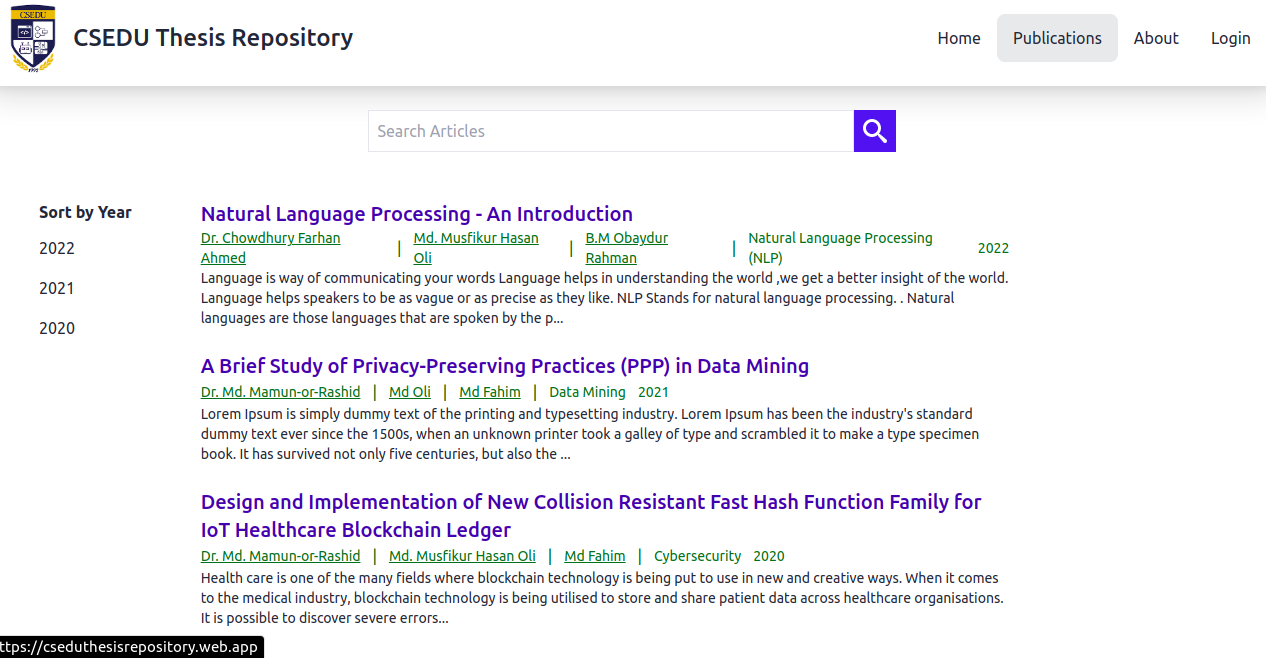 CSEDU
1992
CSEDU Thesis Repository
Home Publications About Login
Search Articles
Sort by Year
2022
2021
2020
Natural Language Processing - An Introduction
Dr. Chowdhury Farhan Ahmed | Md. Musfikur Hasan Oli | B.M Obaydur Rahman | Natural Language Processing (NLP) 2022
Language is way of communicating your words Language helps in understanding the world ,we get a better insight of the world.
Language helps speakers to be as vague or as precise as they like. NLP Stands for natural language processing. . Natural
languages are those languages that are spoken by the p...
A Brief Study of Privacy-Preserving Practices (PPP) in Data Mining
Dr. Md. Mamun-or-Rashid | Md Oli | Md Fahim | Data Mining 2021
Lorem Ipsum is simply dummy text of the printing and typesetting industry. Lorem Ipsum has been the industry's standard
dummy text ever since the 1500s, when an unknown printer took a galley of type and scrambled it to make a type specimen
book. It has survived not only five centuries, but also the ...
Design and Implementation of New Collision Resistant Fast Hash Function Family for
IoT Healthcare Blockchain Ledger
Dr. Md. Mamun-or-Rashid | Md. Musfikur Hasan Oli | Md Fahim | Cybersecurity 2020
Health care is one of the many fields where blockchain technology is being put to use in new and creative ways. When it comes
to the medical industry, blockchain technology is being utilised to store and share patient data across healthcare organisations.
It is possible to discover severe errors...
ttps://cseduthesisrepository.web.app